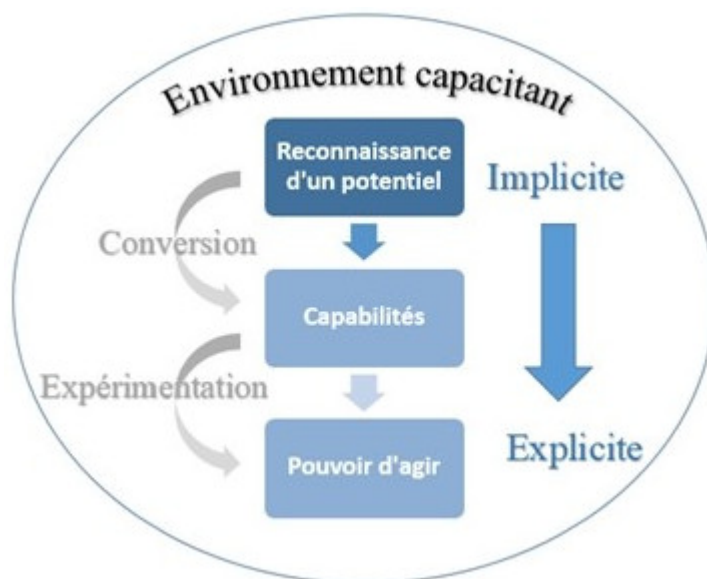 Environnement capacitant
Reconnaissance
d'un potentiel
Implicite
Conversion
Capabilités
Expérimentation
Pouvoir d'agir
Explicite